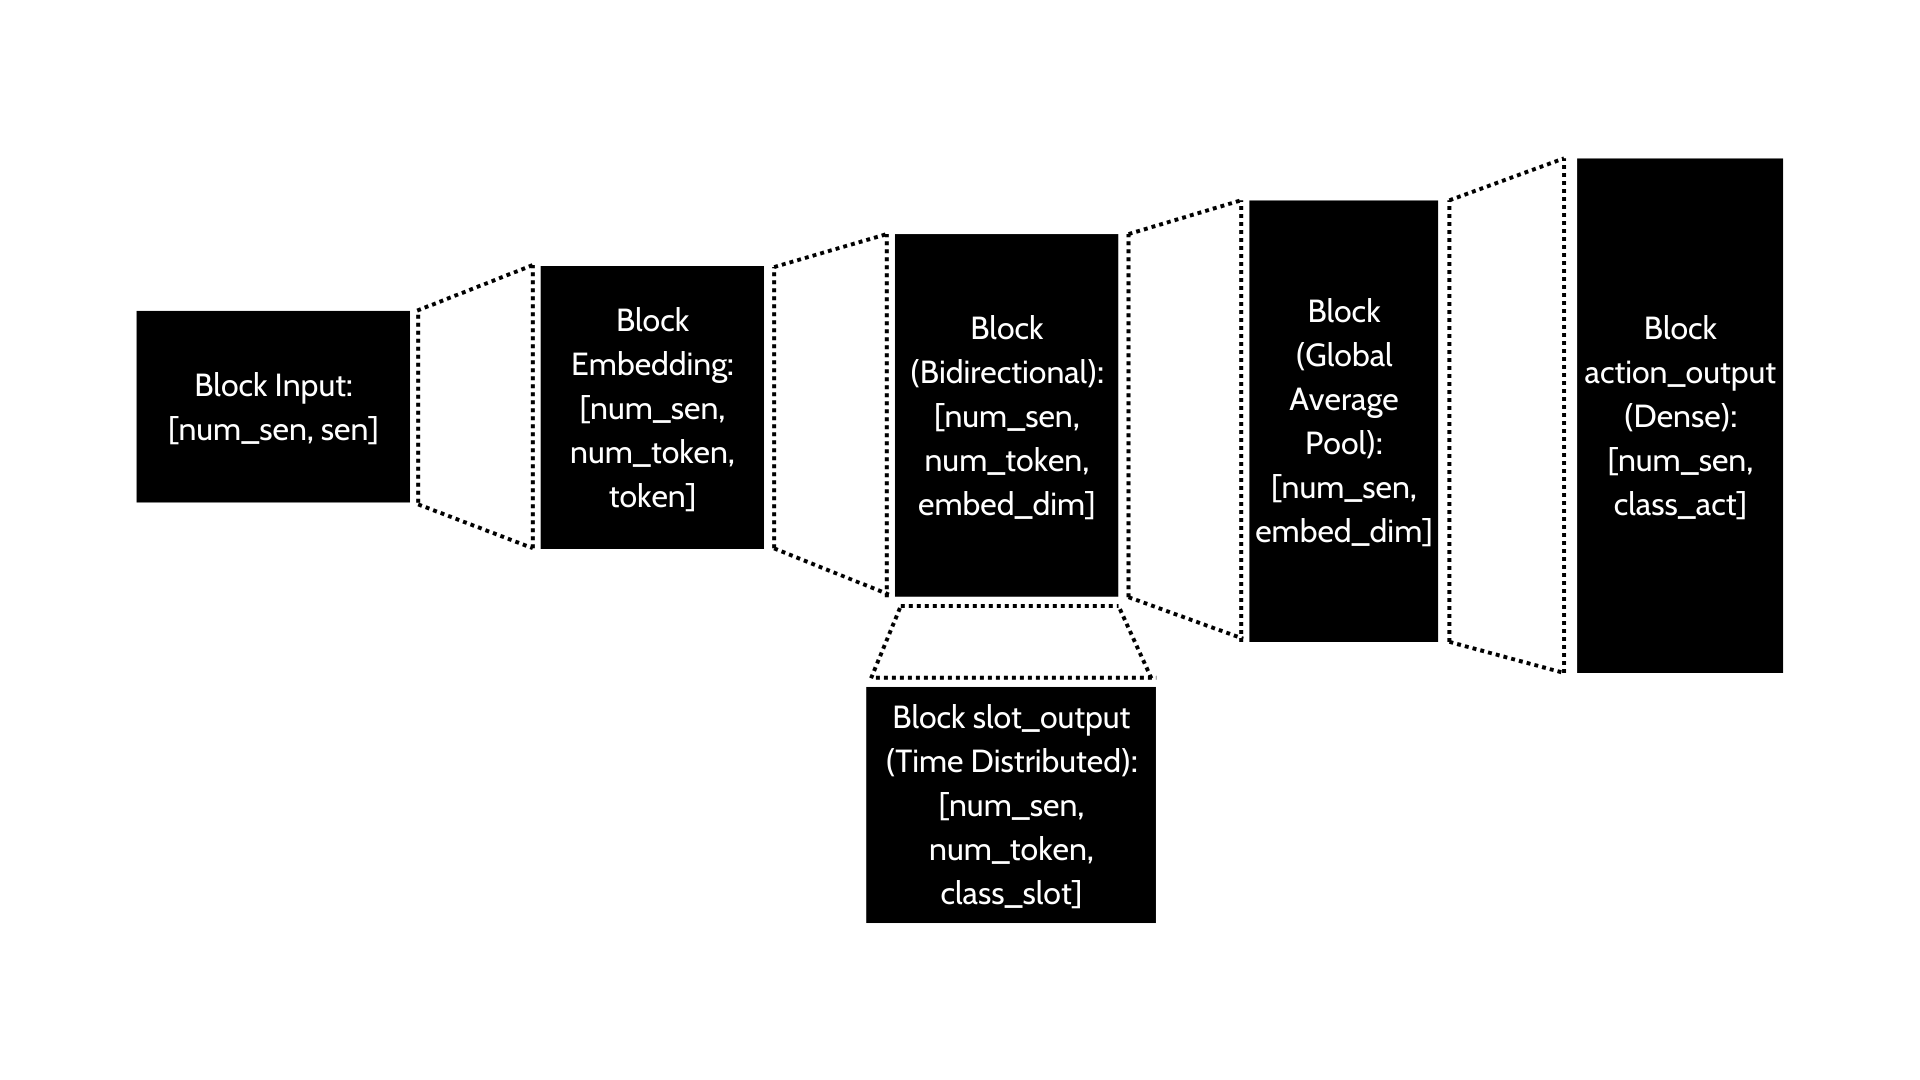 Block Input:
[num_sen, sen]
Block
Embedding:
[num_sen,
num_token,
token]
Block
(Bidirectional):
[num_sen,
num_token,
embed_dim]
Block
(Global
Average
Pool):
[num_sen,
embed_dim]
Block
action_output
(Dense):
[num_sen,
class_act]
Block slot_output
(Time Distributed):
[num_sen,
num_token,
class_slot]